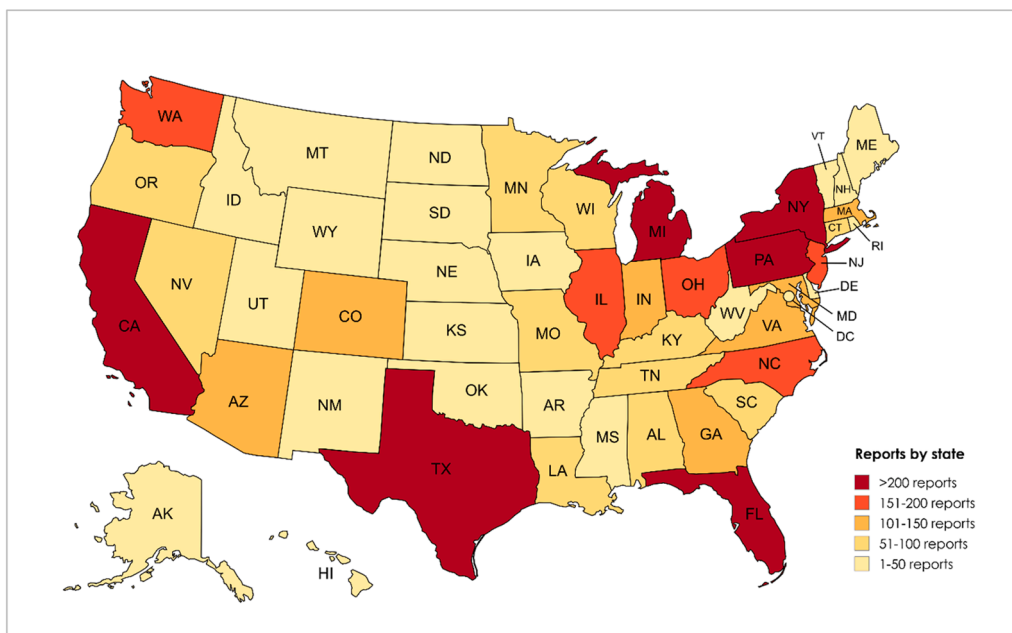 WA
MT
ND
MN
VT
ME
OR
ID
SD
WI
NH
WY
MI
NY
MA
CT
RI
NV
UT
NE
IA
PA
NJ
CA
CO
KS
IL
IN
OH
WV
DE
MD
DC
MO
KY
VA
AZ
NM
OK
AR
TN
NC
SC
MS
AL
GA
TX
LA
FL
AK
HI
Reports by state
>200 reports
151-200 reports
101-150 reports
51-100 reports
1-50 reports